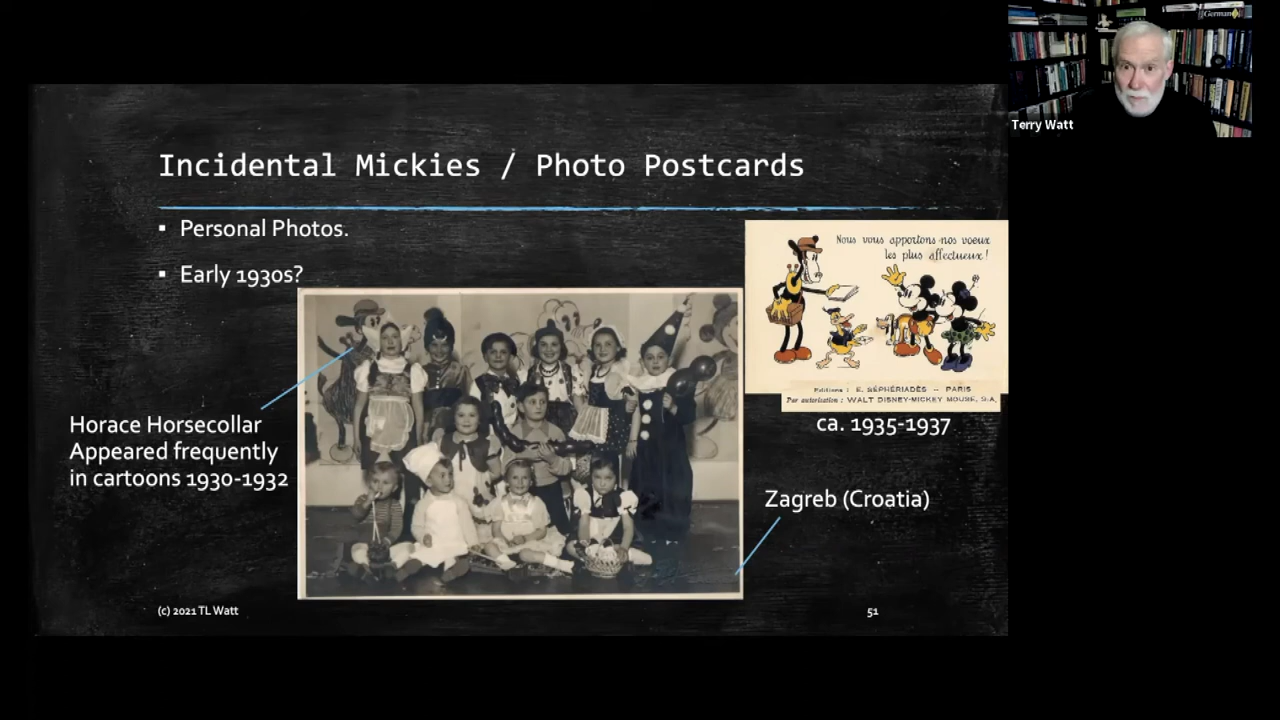 Incidental Mickies / Photo Postcards
▪ Personal Photos.
▪ Early 1930s?
Horace Horsecollar
Appeared frequently
in cartoons 1930-1932
Nous vous apportons nos voeux
les plus affectueux!
Editions : E. SÉPHÉRIADÈS — PARIS
Par autorisation : WALT DISNEY-MICKEY MOUSE, S.A.
ca. 1935-1937
Zagreb (Croatia)
(c) 2021 TL Watt
51
Terry Watt
German